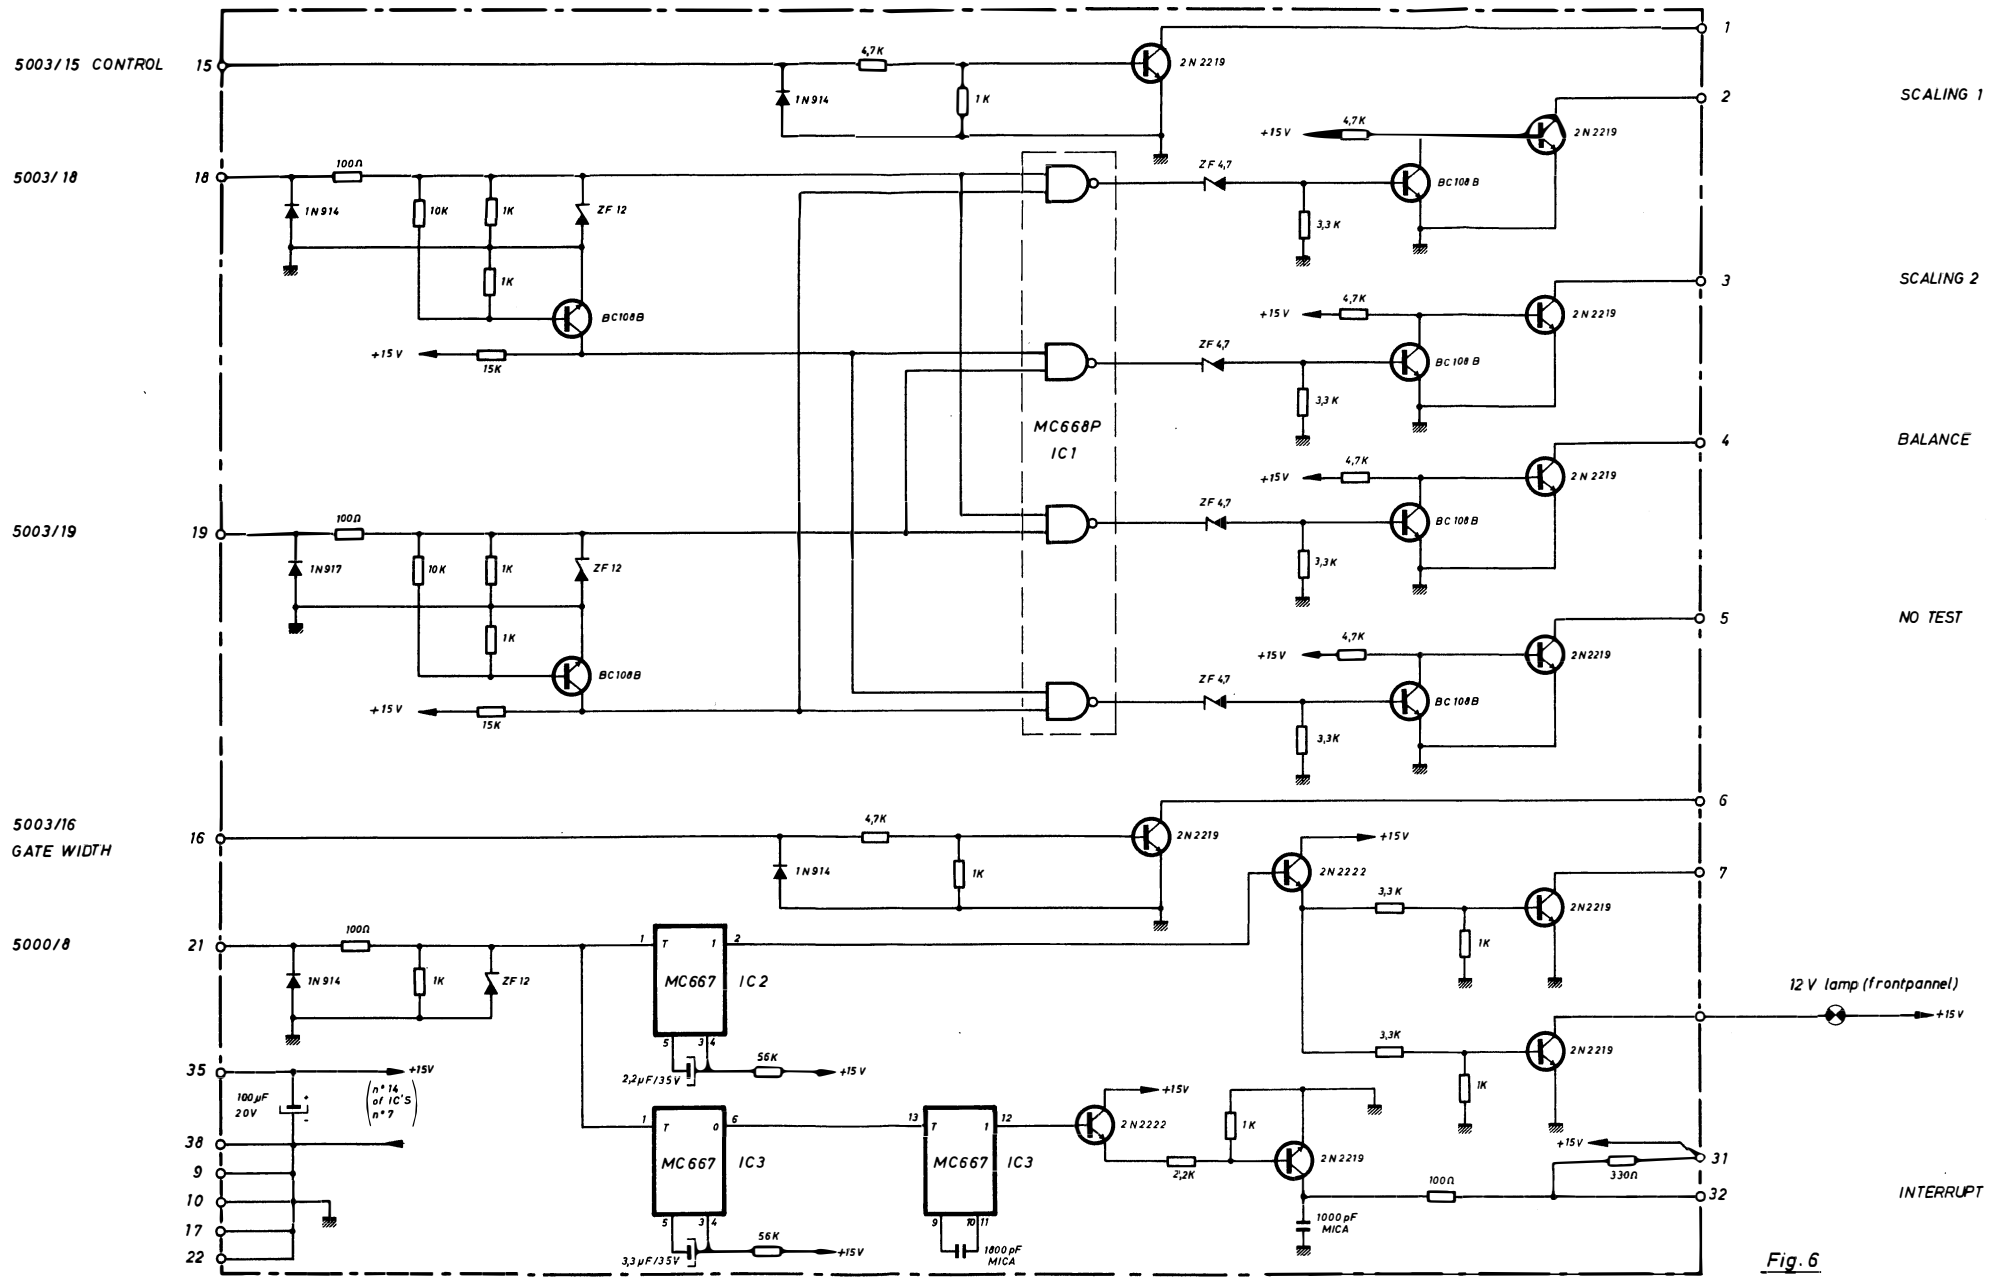 1
5003/15 CONTROL 15
4,7K
2N2219
1N914
1K
2 SCALING 1
+15V
4,7K
2N2219
5003/18 18
100Ω
1N914
10K
1K
ZF 12
1K
BC108B
+15V
15K
ZF 4,7
BC108B
3,3K
3 SCALING 2
4,7K
+15V
2N2219
ZF 4,7
BC108B
3,3K
MC668P
IC1
4 BALANCE
4,7K
+15V
2N2219
ZF 4,7
BC108B
3,3K
5003/19 19
100Ω
1N917
10K
1K
ZF 12
1K
BC108B
+15V
15K
5 NO TEST
4,7K
+15V
2N2219
ZF 4,7
BC108B
3,3K
6
5003/16
GATE WIDTH
16
4,7K
2N2219
1N914
1K
+15V
2N2222
7
3,3K
2N2219
1K
5000/8 21
100Ω
1N914
1K
ZF 12
1 T 1 2
MC667 IC2
5 3 4
56K
2,2µF/35V
+15V
12V lamp (frontpannel)
+15V
3,3K
2N2219
1K
35
+15V
100µF
20V
+
-
(n° 14
of IC'S
n° 7)
38
9
10
17
22
1 T 0 6
MC667 IC3
5 3 4
56K
3,3µF/35V
+15V
13 T 1 12
MC667 IC3
9 10 11
1800pF
MICA
+15V
2N2222
2,2K
1K
2N2219
+15V
31
330Ω
100Ω
32 INTERRUPT
1000pF
MICA
Fig. 6